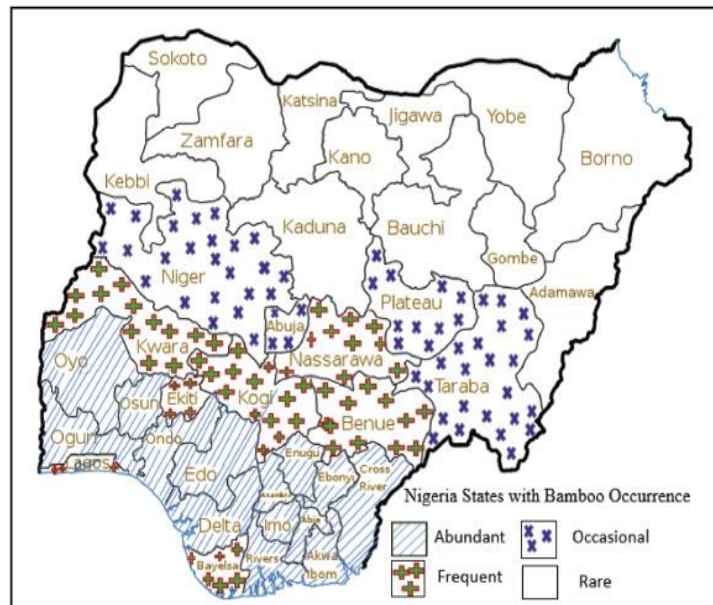 Sokoto
Katsina
Jigawa
Yobe
Zamfara
Kano
Borno
Kebbi
Kaduna
Bauchi
Gombe
Niger
Adamawa
Plateau
Abuja
Kwara
Nassarawa
Oyo
Taraba
Kogi
Ekiti
Osun
Benue
Ogun
Ondo
Lagos
Enugu
Edo
Ebonyi
Cross
River
Anambra
Nigeria States with Bamboo Occurrence
Delta
Imo
Abia
Abundant
Occasional
Bayelsa
Rivers
Akwa
Ibom
Frequent
Rare